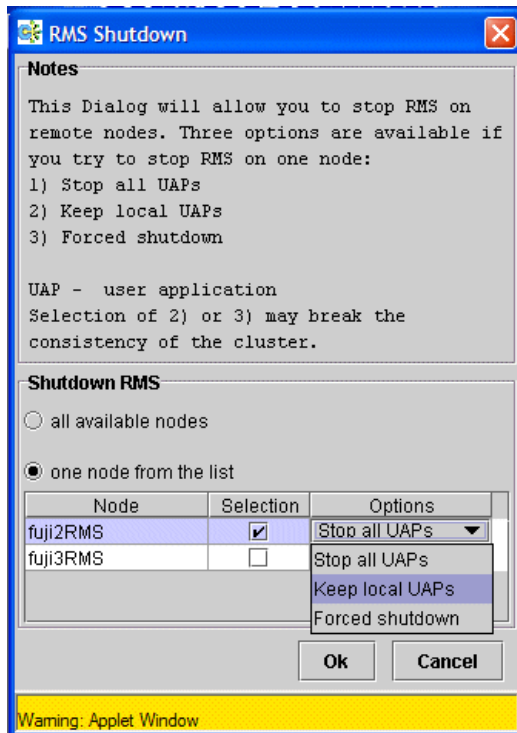 RMS Shutdown
Notes
This Dialog will allow you to stop RMS on
remote nodes. Three options are available if
you try to stop RMS on one node:
1) Stop all UAPs
2) Keep local UAPs
3) Forced shutdown
UAP - user application
Selection of 2) or 3) may break the
consistency of the cluster.
Shutdown RMS
all available nodes
one node from the list
Node Selection Options
fuji2RMS Stop all UAPs
fuji3RMS Stop all UAPs
Keep local UAPs
Forced shutdown
Ok Cancel
Warning: Applet Window